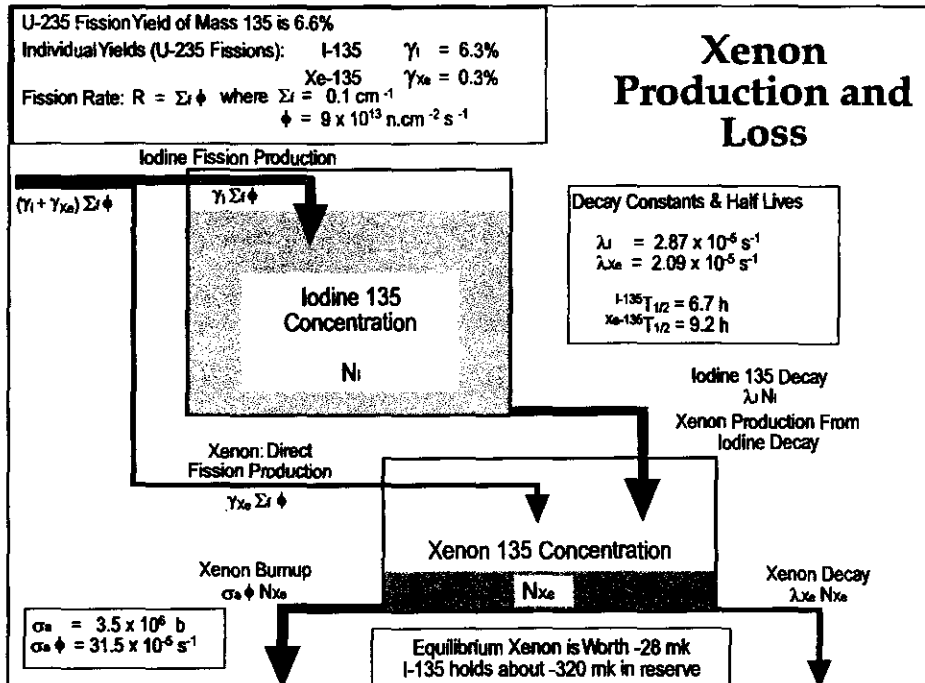 U-235 Fission Yield of Mass 135 is 6.6%
Individual Yields (U-235 Fissions): I-135 γI = 6.3%
Xe-135 γXe = 0.3%
Fission Rate: R = Σf ϕ where Σf = 0.1 cm⁻¹
ϕ = 9 x 10¹³ n.cm⁻² s⁻¹
Xenon
Production and
Loss
Iodine Fission Production
(γI + γXe) Σf ϕ
γI Σf ϕ
Decay Constants & Half Lives
λI = 2.87 x 10⁻⁵ s⁻¹
λXe = 2.09 x 10⁻⁵ s⁻¹
I-135T1/2 = 6.7 h
Xe-135T1/2 = 9.2 h
Iodine 135
Concentration
NI
Iodine 135 Decay
λI NI
Xenon Production From
Iodine Decay
Xenon: Direct
Fission Production
γXe Σf ϕ
Xenon 135 Concentration
NXe
Xenon Burnup
σa ϕ NXe
Xenon Decay
λXe NXe
σa = 3.5 x 10⁶ b
σa ϕ = 31.5 x 10⁻⁵ s⁻¹
Equilibrium Xenon is Worth -28 mk
I-135 holds about -320 mk in reserve